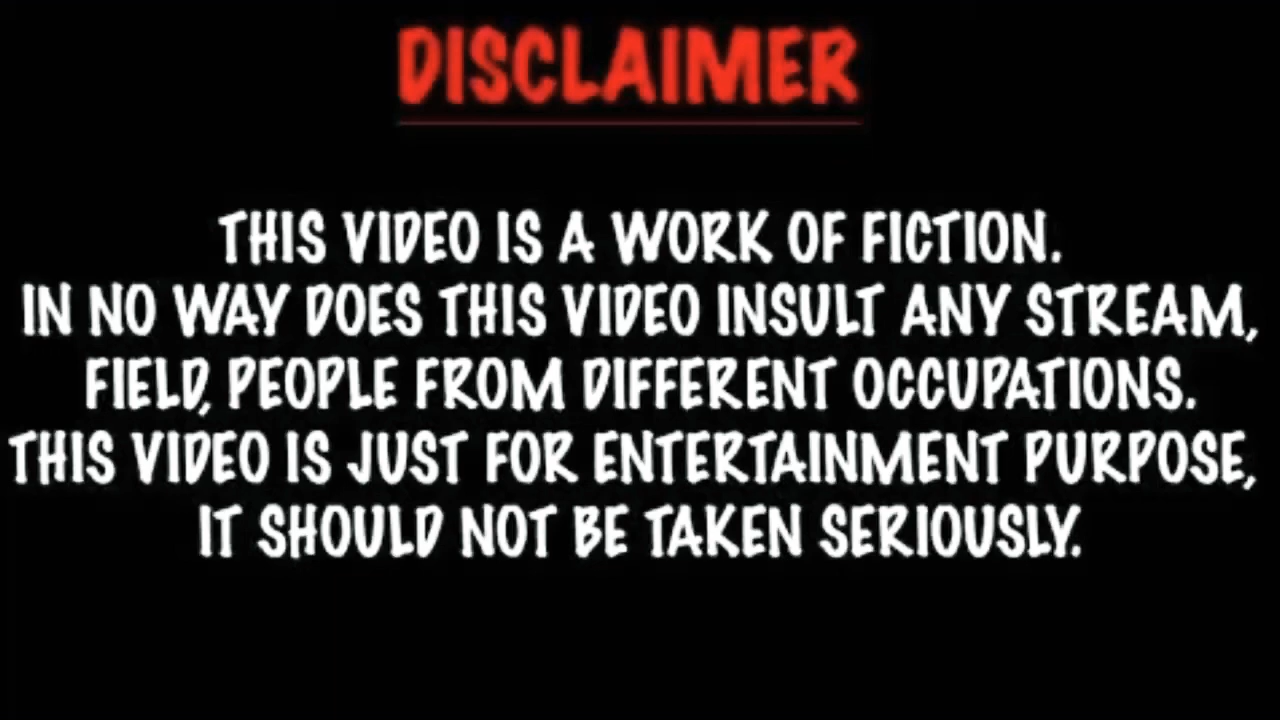 DISCLAIMER
THIS VIDEO IS A WORK OF FICTION.
IN NO WAY DOES THIS VIDEO INSULT ANY STREAM,
FIELD, PEOPLE FROM DIFFERENT OCCUPATIONS.
THIS VIDEO IS JUST FOR ENTERTAINMENT PURPOSE,
IT SHOULD NOT BE TAKEN SERIOUSLY.